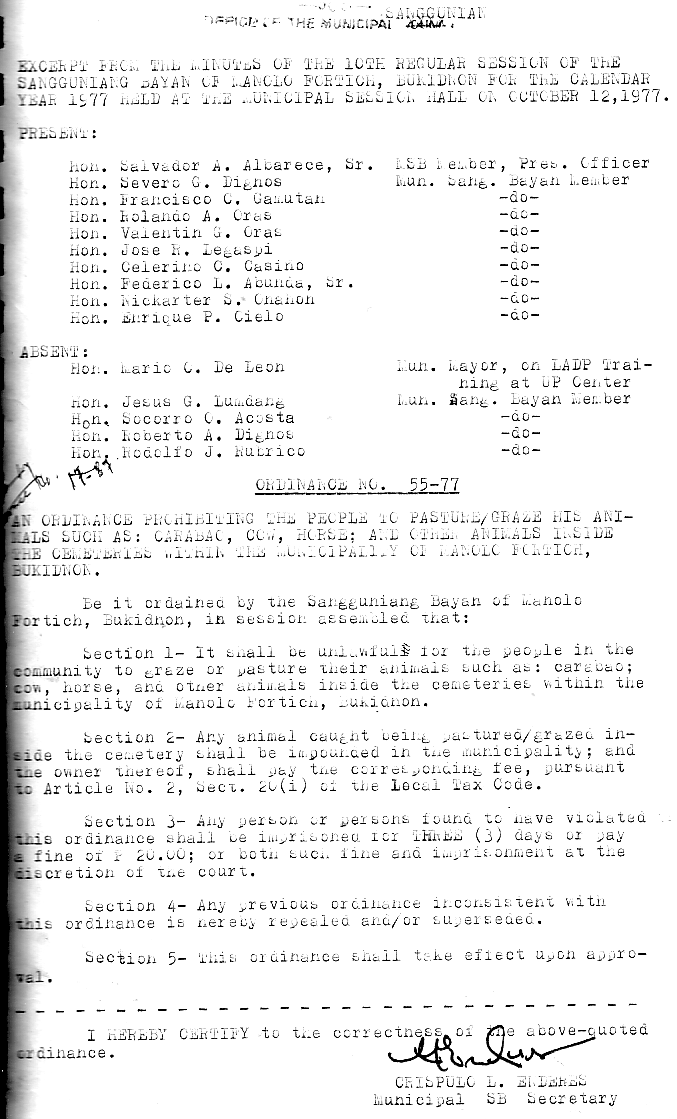 SANGGUNIAN
OFFICE OF THE MUNICIPAL
EXCERPT FROM THE MINUTES OF THE 10TH REGULAR SESSION OF THE
SANGGUNIANG BAYAN OF MANOLO FORTICH, BUKIDNON FOR THE CALENDAR
YEAR 1977 HELD AT THE MUNICIPAL SESSION HALL ON OCTOBER 12,1977.
PRESENT:
Hon. Salvador A. Albarece, Sr. MSB Member, Pres. Officer
Hon. Severo G. Dignos Mun. Sang. Bayan Member
Hon. Francisco C. Gamutan -do-
Hon. Rolando A. Oras -do-
Hon. Valentin G. Oras -do-
Hon. Jose R. Legaspi -do-
Hon. Celerino C. Casino -do-
Hon. Federico L. Abunda, Sr. -do-
Hon. Nickarter S. Chanon -do-
Hon. Enrique P. Cielo -do-
ABSENT:
Hon. Mario C. De Leon Mun. Mayor, on LADP Trai-
ning at UP Center
Hon. Jesus G. Lumdang Mun. Sang. Bayan Member
Hon. Socorro O. Acosta -do-
Hon. Roberto A. Dignos -do-
Hon. Rodolfo J. Rubrico -do-
17-87
ORDINANCE NO. 55-77
AN ORDINANCE PROHIBITING THE PEOPLE TO PASTURE/GRAZE HIS ANI-
MALS SUCH AS: CARABAO, COW, HORSE; AND OTHER ANIMALS INSIDE
THE CEMETERIES WITHIN THE MUNICIPALITY OF MANOLO FORTICH,
BUKIDNON.
Be it ordained by the Sangguniang Bayan of Manolo
Fortich, Bukidnon, in session assembled that:
Section 1- It shall be unlawful for the people in the
community to graze or pasture their animals such as: carabao;
cow, horse, and other animals inside the cemeteries within the
municipality of Manolo Fortich, Bukidnon.
Section 2- Any animal caught being pastured/grazed in-
side the cemetery shall be impounded in the municipality; and
the owner thereof, shall pay the corresponding fee, pursuant
to Article No. 2, Sect. 20(i) of the Local Tax Code.
Section 3- Any person or persons found to have violated
this ordinance shall be imprisoned for THREE (3) days or pay
a fine of P 20.00; or both such fine and imprisonment at the
discretion of the court.
Section 4- Any previous ordinance inconsistent with
this ordinance is hereby repealed and/or superseded.
Section 5- This ordinance shall take effect upon appro-
val.
I HEREBY CERTIFY to the correctness of the above-quoted
ordinance.
CRISPULO L. ENDERES
Municipal SB Secretary